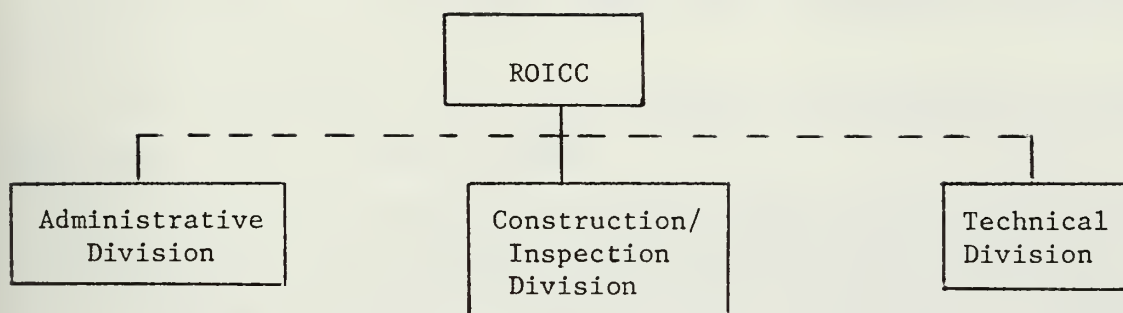 ROICC
Administrative
Division
Construction/
Inspection
Division
Technical
Division